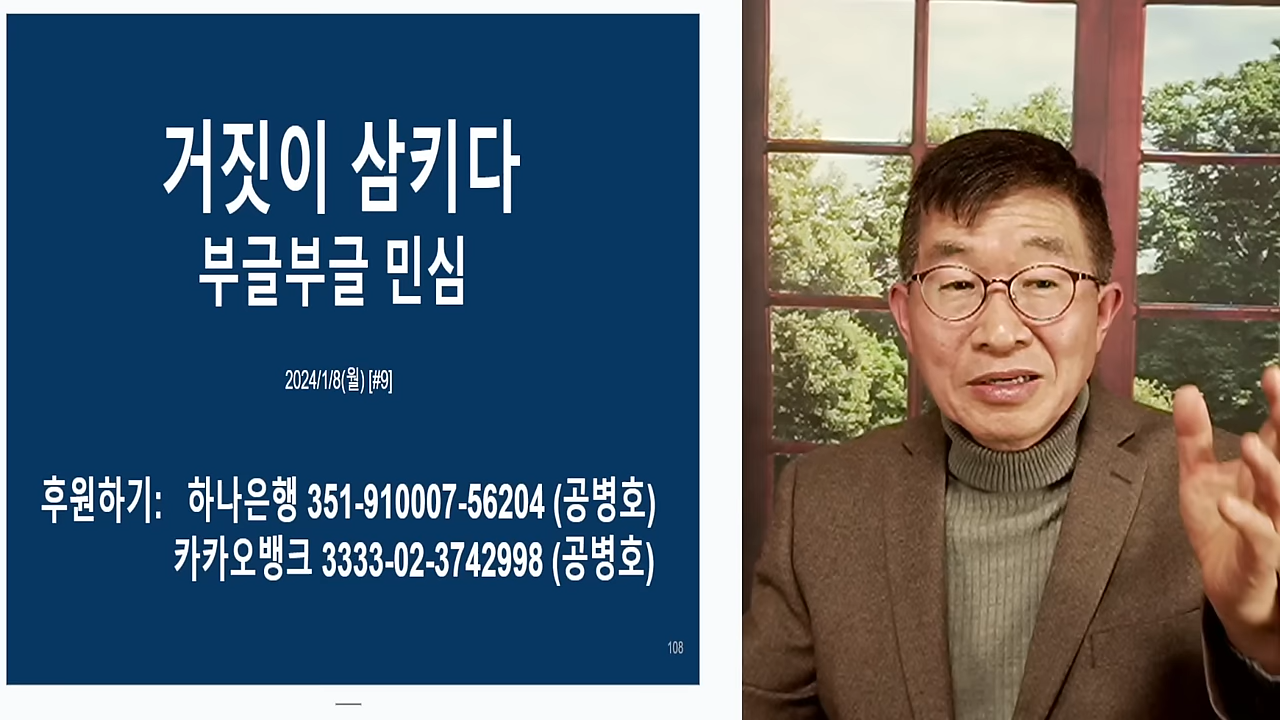 거짓이 삼키다
부글부글 민심
2024/1/8(월) [#9]
후원하기: 하나은행 351-910007-56204 (공병호)
카카오뱅크 3333-02-3742998 (공병호)
108